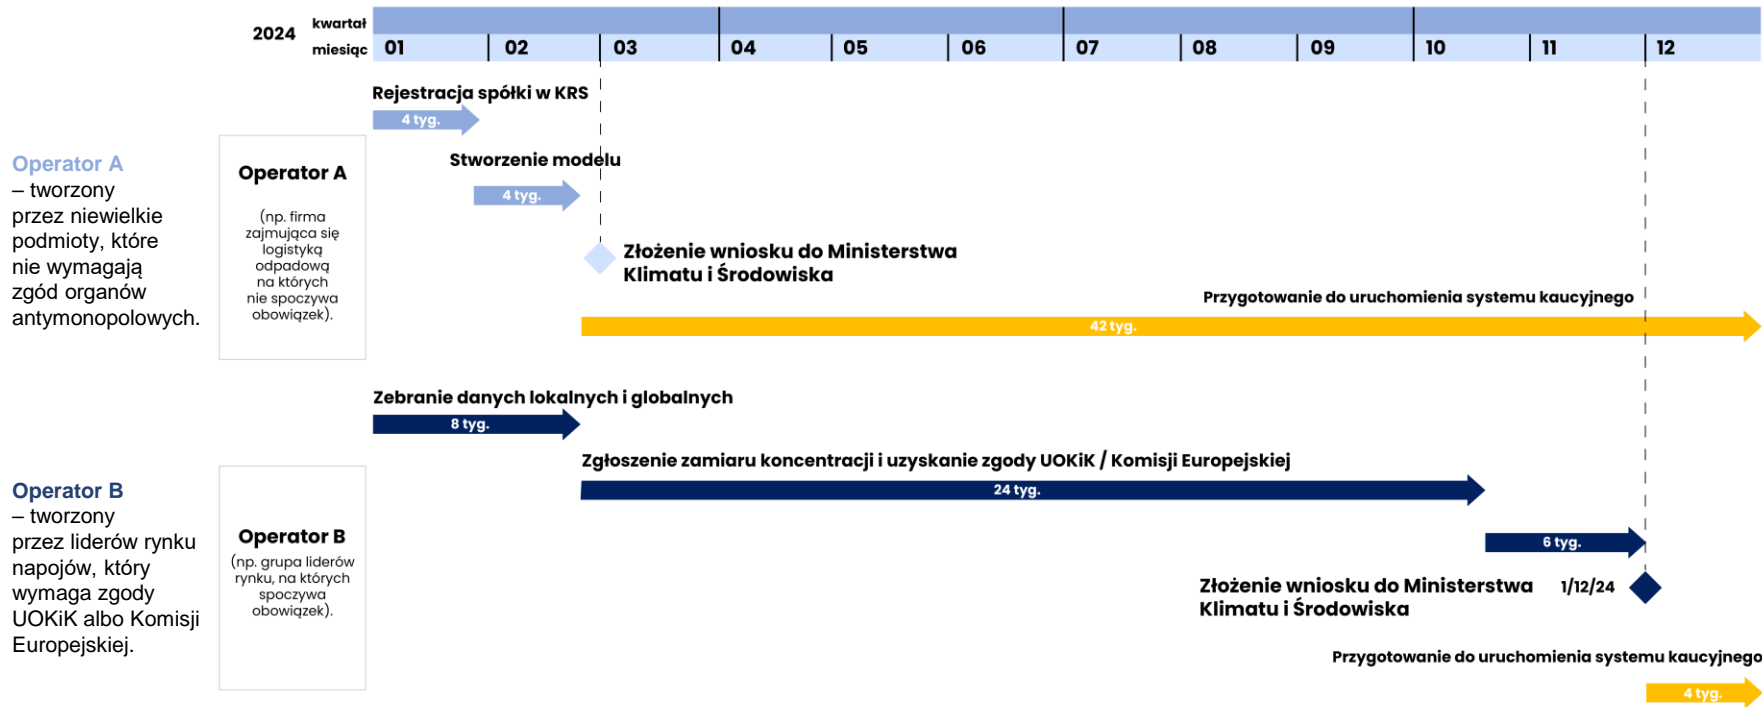 2024
kwartał
miesiąc
01 02 03 04 05 06 07 08 09 10 11 12
Operator A
– tworzony
przez niewielkie
podmioty, które
nie wymagają
zgód organów
antymonopolowych.
Operator A
(np. firma
zajmująca się
logistyką
odpadową
na których
nie spoczywa
obowiązek).
Rejestracja spółki w KRS
4 tyg.
Stworzenie modelu
4 tyg.
Złożenie wniosku do Ministerstwa
Klimatu i Środowiska
Przygotowanie do uruchomienia systemu kaucyjnego
42 tyg.
Operator B
– tworzony
przez liderów rynku
napojów, który
wymaga zgody
UOKiK albo Komisji
Europejskiej.
Operator B
(np. grupa liderów
rynku, na których
spoczywa
obowiązek).
Zebranie danych lokalnych i globalnych
8 tyg.
Zgłoszenie zamiaru koncentracji i uzyskanie zgody UOKiK / Komisji Europejskiej
24 tyg.
6 tyg.
Złożenie wniosku do Ministerstwa
Klimatu i Środowiska
1/12/24
Przygotowanie do uruchomienia systemu kaucyjnego
4 tyg.